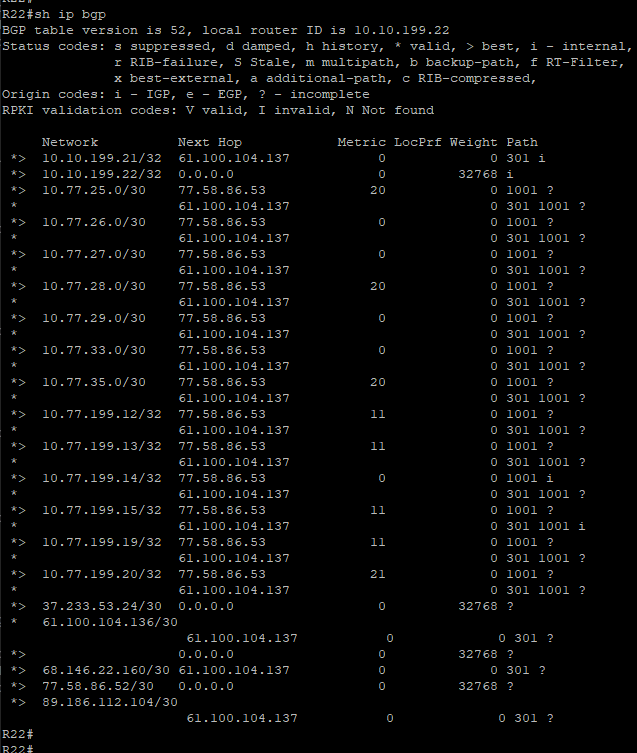 R22#
R22#sh ip bgp
BGP table version is 52, local router ID is 10.10.199.22
Status codes: s suppressed, d damped, h history, * valid, > best, i - internal,
              r RIB-failure, S Stale, m multipath, b backup-path, f RT-Filter,
              x best-external, a additional-path, c RIB-compressed,
Origin codes: i - IGP, e - EGP, ? - incomplete
RPKI validation codes: V valid, I invalid, N Not found
     Network          Next Hop            Metric LocPrf Weight Path
 *>  10.10.199.21/32  61.100.104.137           0             0 301 i
 *>  10.10.199.22/32  0.0.0.0                  0         32768 i
 *>  10.77.25.0/30    77.58.86.53             20             0 1001 ?
 *                    61.100.104.137                         0 301 1001 ?
 *>  10.77.26.0/30    77.58.86.53              0             0 1001 ?
 *                    61.100.104.137                         0 301 1001 ?
 *>  10.77.27.0/30    77.58.86.53              0             0 1001 ?
 *                    61.100.104.137                         0 301 1001 ?
 *>  10.77.28.0/30    77.58.86.53             20             0 1001 ?
 *                    61.100.104.137                         0 301 1001 ?
 *>  10.77.29.0/30    77.58.86.53              0             0 1001 ?
 *                    61.100.104.137                         0 301 1001 ?
 *>  10.77.33.0/30    77.58.86.53              0             0 1001 ?
 *                    61.100.104.137                         0 301 1001 ?
 *>  10.77.35.0/30    77.58.86.53             20             0 1001 ?
 *                    61.100.104.137                         0 301 1001 ?
 *>  10.77.199.12/32  77.58.86.53             11             0 1001 ?
 *                    61.100.104.137                         0 301 1001 ?
 *>  10.77.199.13/32  77.58.86.53             11             0 1001 ?
 *                    61.100.104.137                         0 301 1001 ?
 *>  10.77.199.14/32  77.58.86.53              0             0 1001 i
 *                    61.100.104.137                         0 301 1001 ?
 *>  10.77.199.15/32  77.58.86.53             11             0 1001 ?
 *                    61.100.104.137                         0 301 1001 i
 *>  10.77.199.19/32  77.58.86.53             11             0 1001 ?
 *                    61.100.104.137                         0 301 1001 ?
 *>  10.77.199.20/32  77.58.86.53             21             0 1001 ?
 *                    61.100.104.137                         0 301 1001 ?
 *>  37.233.53.24/30  0.0.0.0                  0         32768 ?
 *   61.100.104.136/30
                       61.100.104.137           0             0 301 ?
 *>                   0.0.0.0                  0         32768 ?
 *>  68.146.22.160/30 61.100.104.137           0             0 301 ?
 *>  77.58.86.52/30   0.0.0.0                  0         32768 ?
 *>  89.186.112.104/30
                       61.100.104.137           0             0 301 ?
R22#
R22#